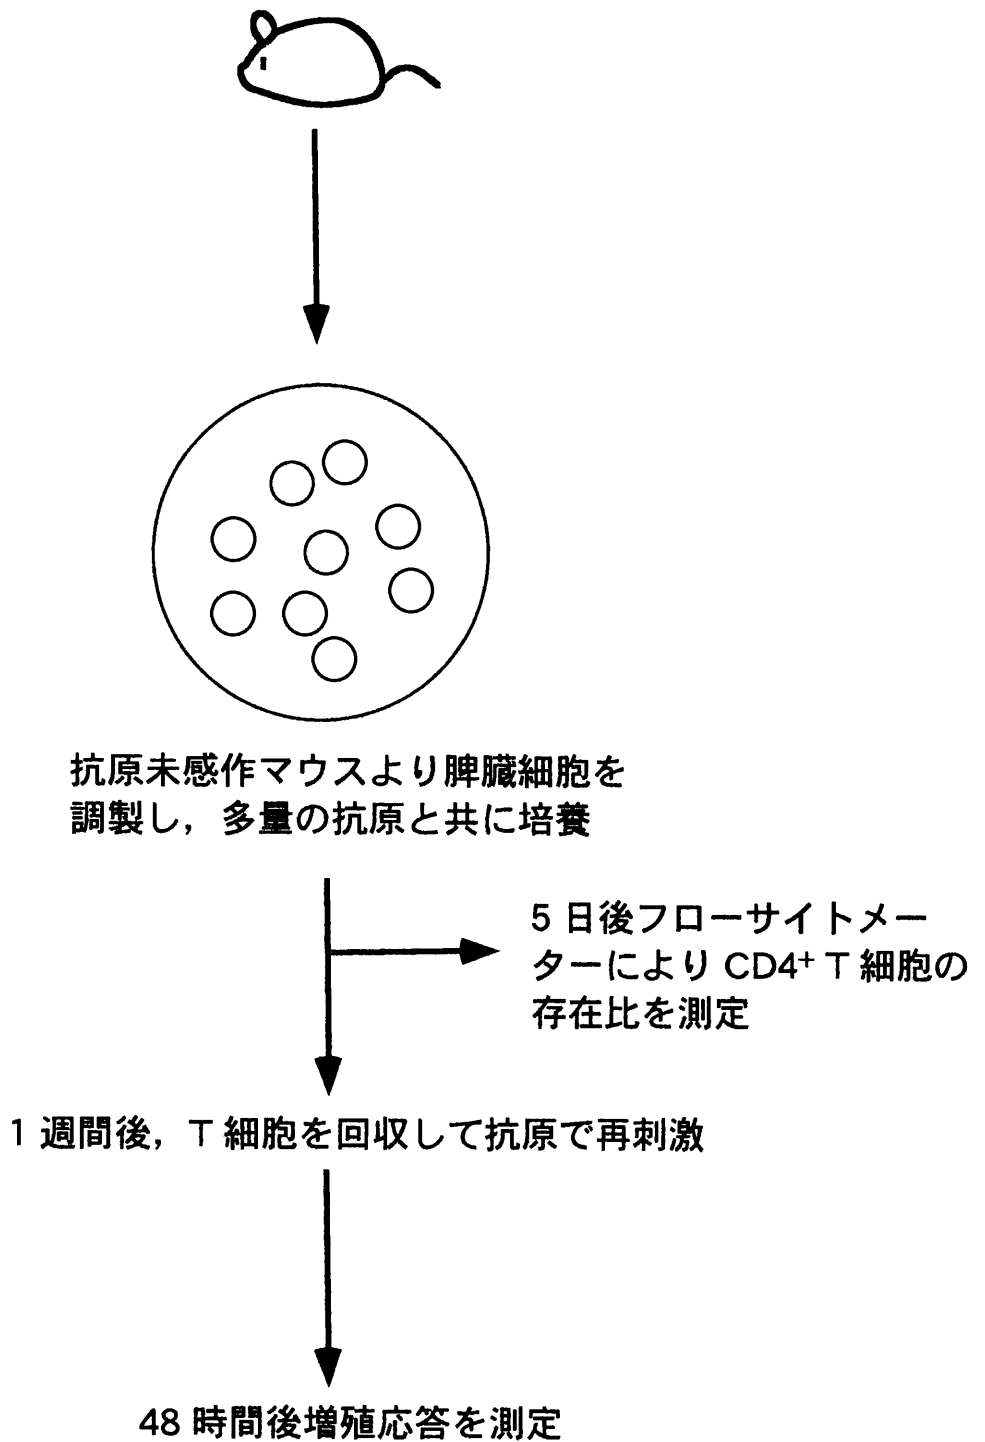 抗原未感作マウスより脾臓細胞を
調製し，多量の抗原と共に培養
5 日後フローサイトメー
ターにより CD4⁺ T 細胞の
存在比を測定
1 週間後，T 細胞を回収して抗原で再刺激
48 時間後増殖応答を測定